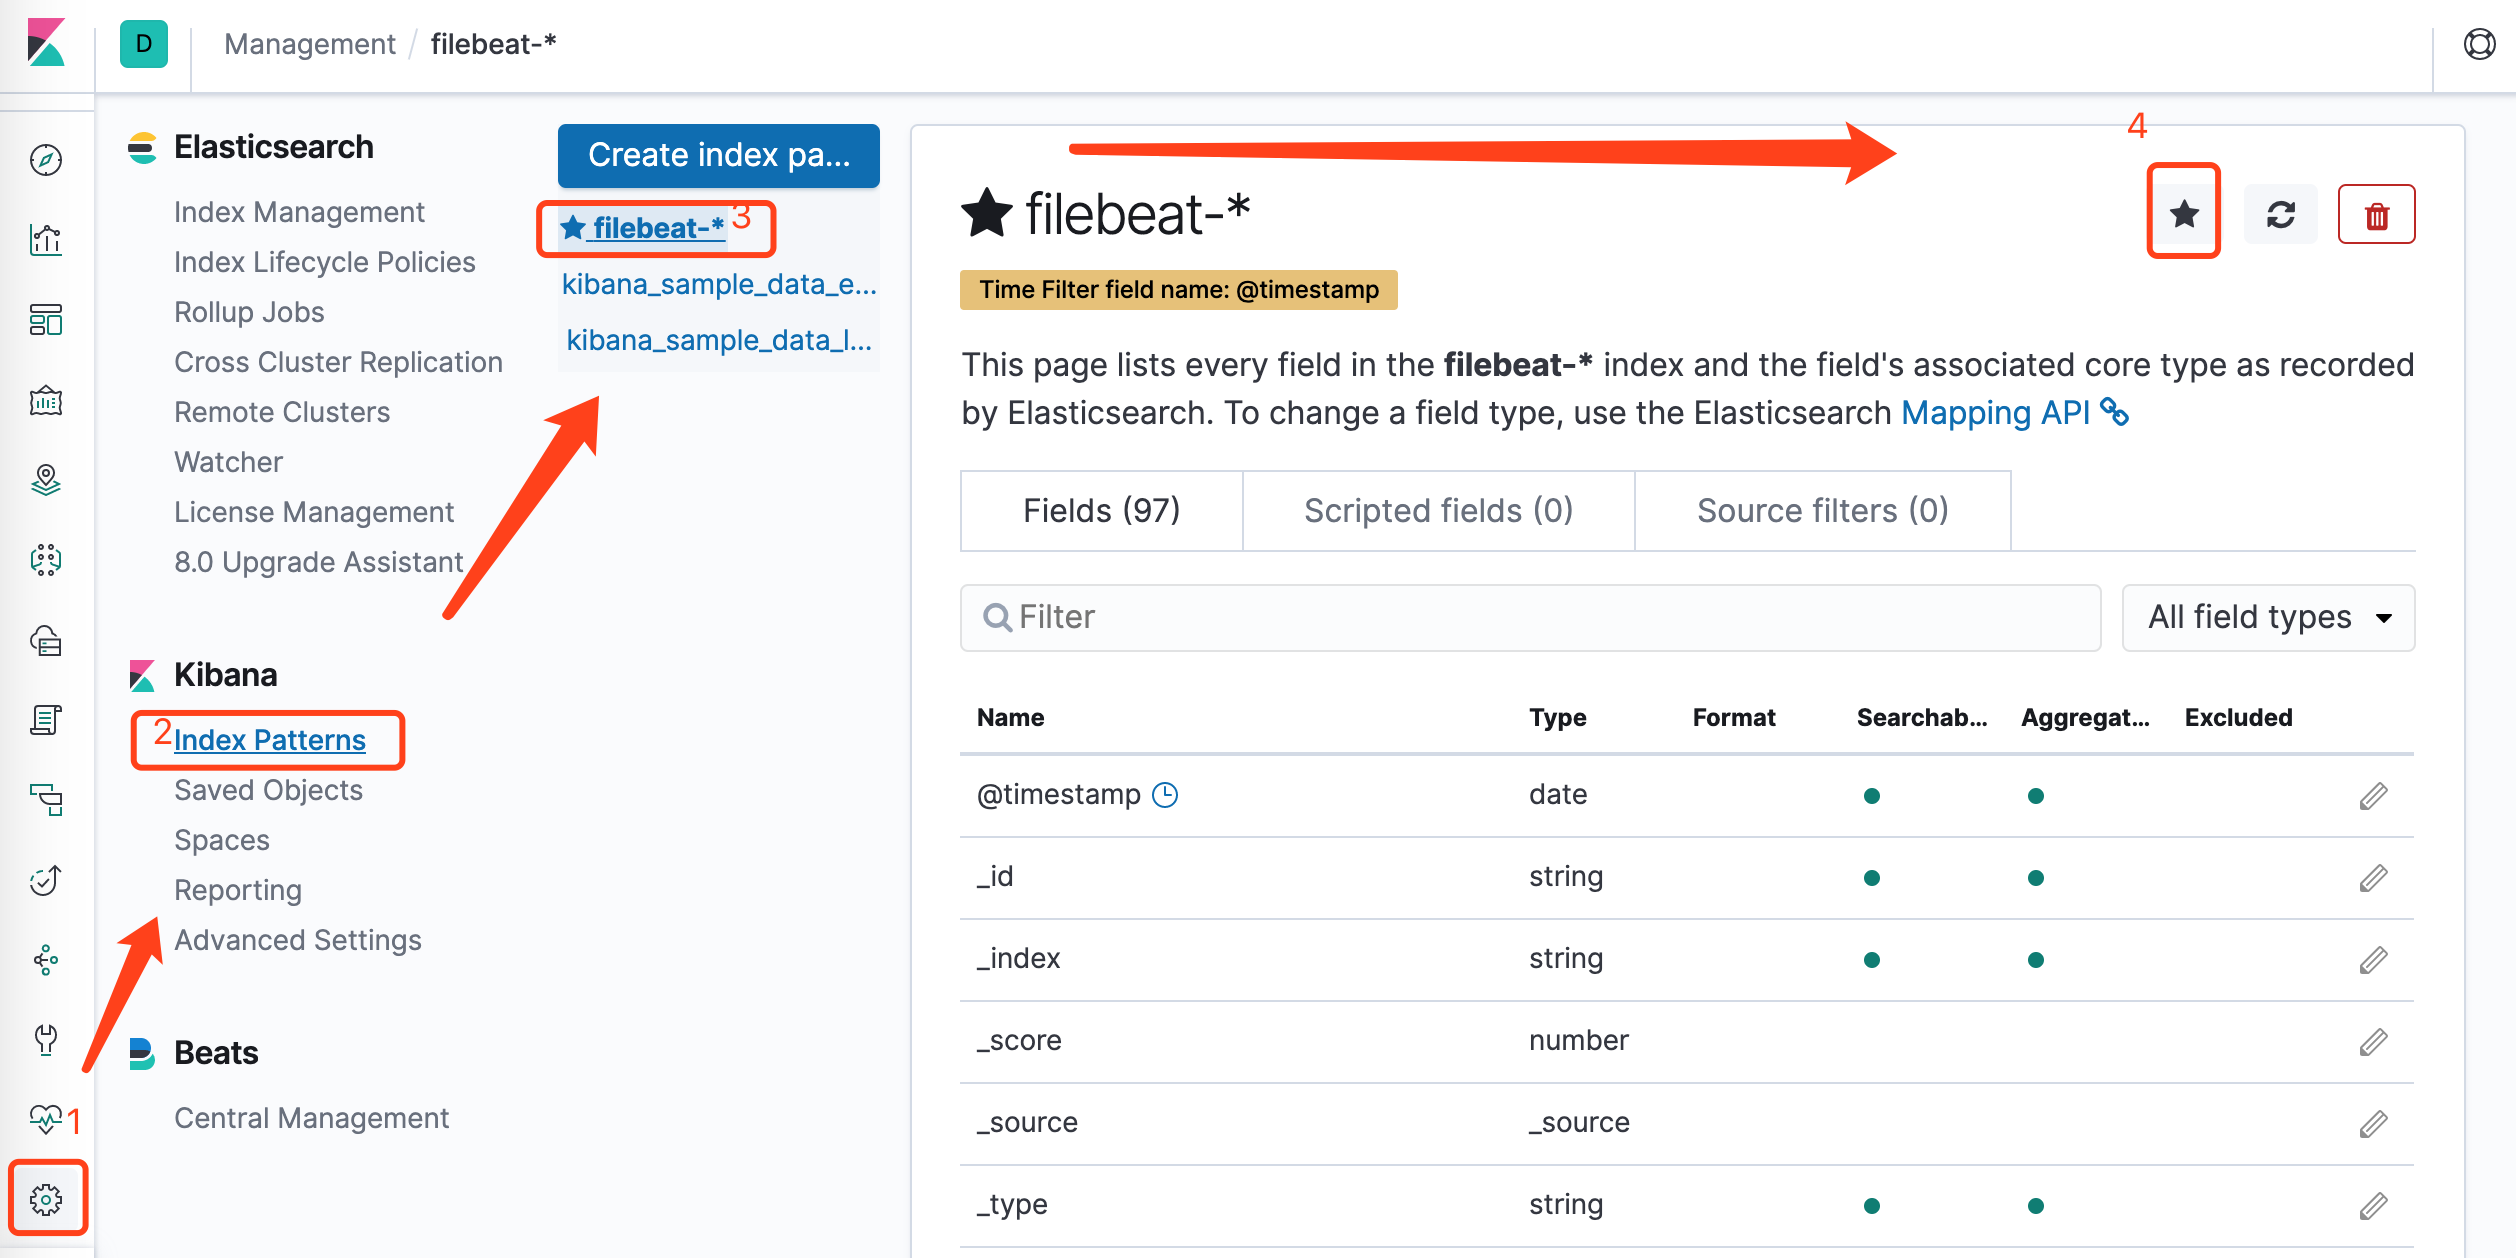 D
Management / filebeat-*
Elasticsearch
Index Management
Index Lifecycle Policies
Rollup Jobs
Cross Cluster Replication
Remote Clusters
Watcher
License Management
8.0 Upgrade Assistant
Kibana
2
Index Patterns
Saved Objects
Spaces
Reporting
Advanced Settings
Beats
Central Management
1
Create index pa...
filebeat-* 3
kibana_sample_data_e...
kibana_sample_data_l...
4
filebeat-*
Time Filter field name: @timestamp
This page lists every field in the filebeat-* index and the field's associated core type as recorded
by Elasticsearch. To change a field type, use the Elasticsearch Mapping API
Fields (97) Scripted fields (0) Source filters (0)
Filter All field types
Name Type Format Searchab... Aggregat... Excluded
@timestamp date
_id string
_index string
_score number
_source _source
_type string